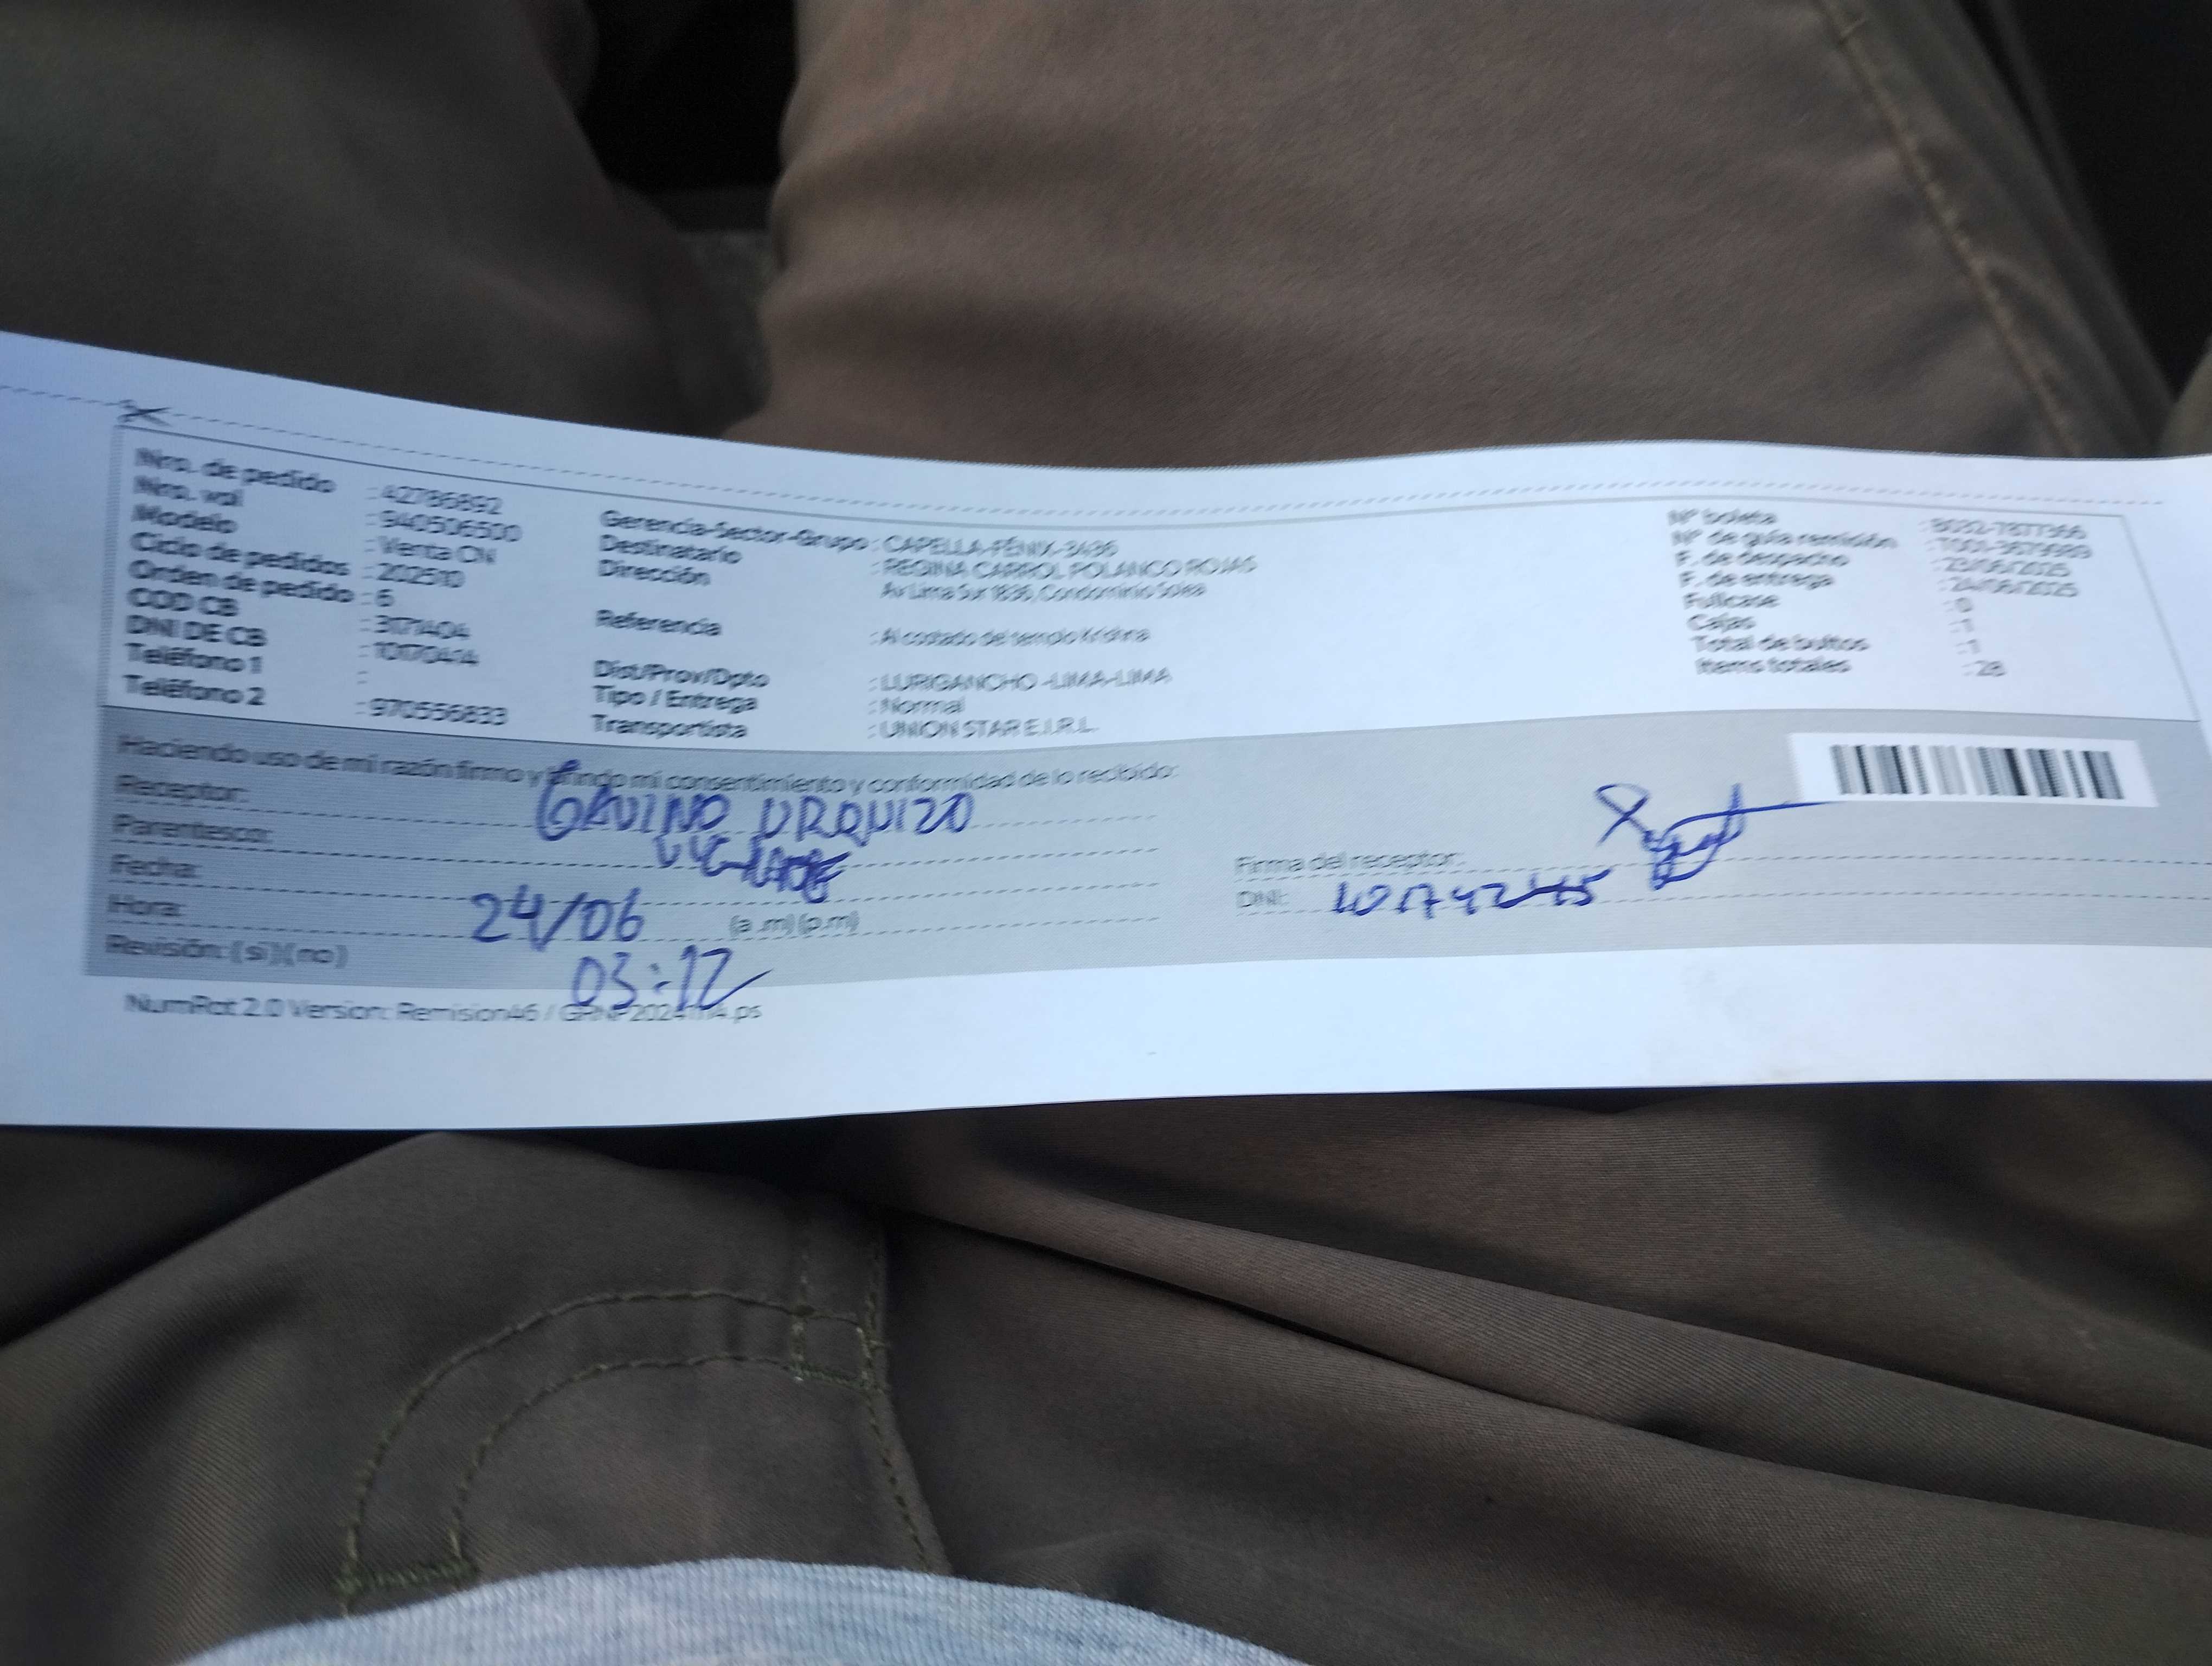 Nro. de pedido : 42786892
Nro. vol : 940506500
Modelo : Venta CN
Ciclo de pedidos : 202510
Orden de pedido : 6
COD CB : 3171404
DNI DE CB : 10170414
Teléfono 1 :
Teléfono 2 : 970556833
Gerencia-Sector-Grupo : CAPELLA-FÉNIX-3436
Destinatario : REGINA CARROL POLANCO ROJAS
Dirección : Av Lima Sur 1836, Condominio Solea
Referencia : Al costado del templo Krishna
Dist/Prov/Dpto : LURIGANCHO -LIMA-LIMA
Tipo / Entrega : Normal
Transportista : UNION STAR E.I.R.L.
N° boleta : B032-7877366
N° de guía remisión
F. de despacho : 23/06/2025
F. de entrega : 24/06/2025
Fullcase : 0
Cajas : 1
Total de bultos : 1
Items totales : 28
Haciendo uso de mi razón firmo y brindo mi consentimiento y conformidad de lo recibido:
Receptor: GAVINO URQUIZO
Parentesco:
Fecha: 24/06
Hora: 03:12 (a.m) (p.m)
Revisión: (si) (no)
Firma del receptor:
DNI:
NumRot 2.0 Version: RemisionA6 /